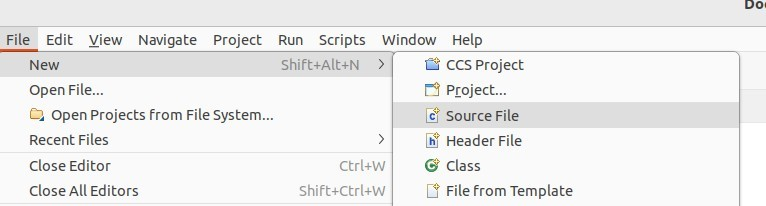 Doc
File Edit View Navigate Project Run Scripts Window Help
New Shift+Alt+N > CCS Project
Open File... Project...
Open Projects from File System... Source File
Recent Files > Header File
Close Editor Ctrl+W Class
Close All Editors Shift+Ctrl+W File from Template